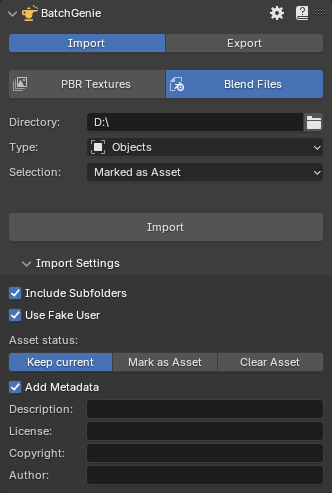 BatchGenie
Import Export
PBR Textures Blend Files
Directory: D:\
Type: Objects
Selection: Marked as Asset
Import
Import Settings
Include Subfolders
Use Fake User
Asset status:
Keep current Mark as Asset Clear Asset
Add Metadata
Description:
License:
Copyright:
Author: